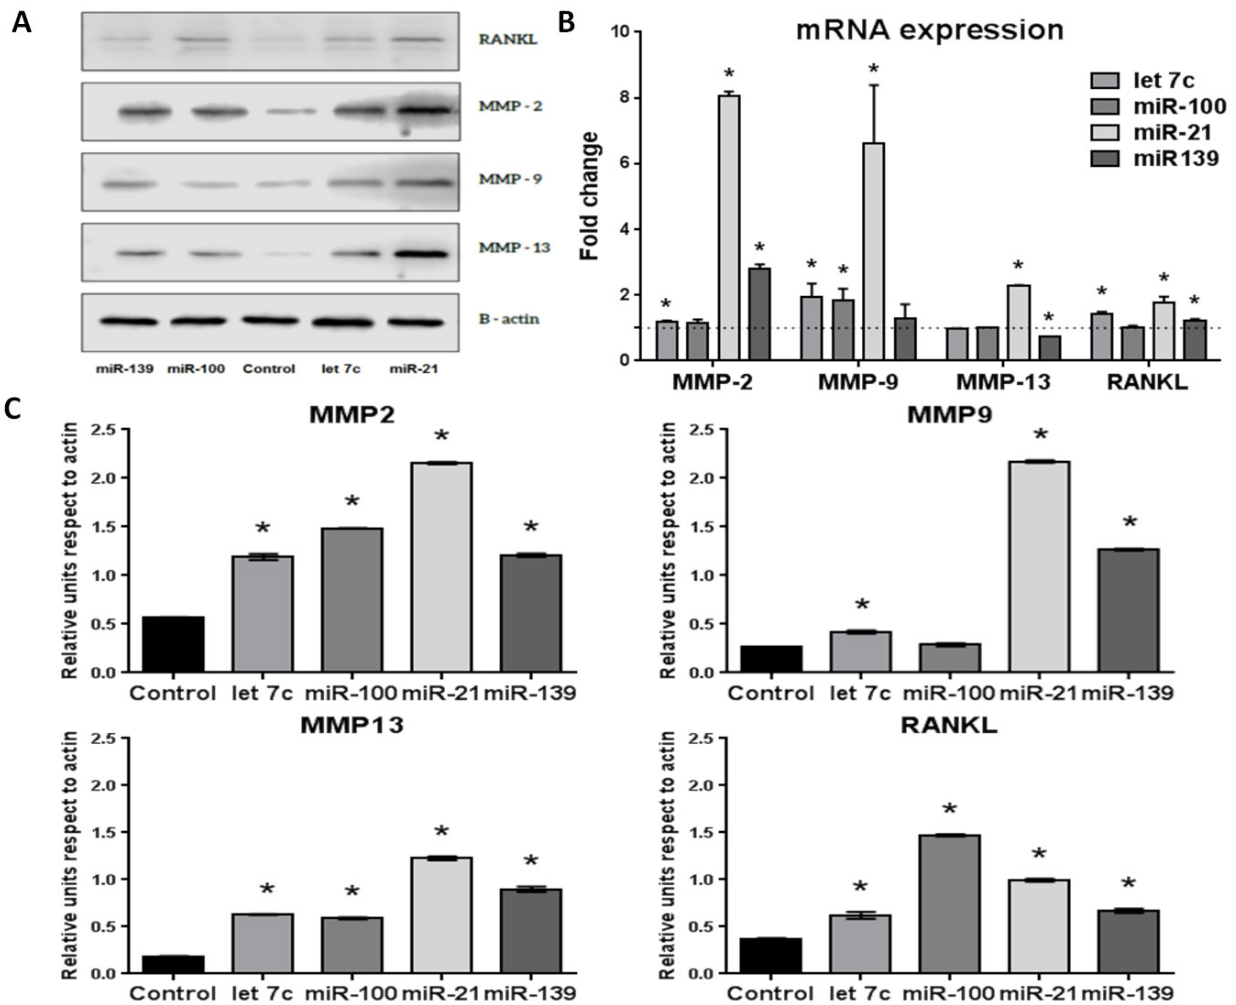 A
RANKL
MMP - 2
MMP - 9
MMP - 13
B - actin
miR-139 miR-100 Control let 7c miR-21
B
mRNA expression
Fold change
10
8
6
4
2
0
* * * * * * * * * * *
let 7c
miR-100
miR-21
miR139
MMP-2 MMP-9 MMP-13 RANKL
C
MMP2
Relative units respect to actin
2.5
2.0
1.5
1.0
0.5
0.0
* * * *
Control let 7c miR-100 miR-21 miR-139
MMP9
Relative units respect to actin
2.5
2.0
1.5
1.0
0.5
0.0
* * *
Control let 7c miR-100 miR-21 miR-139
MMP13
Relative units respect to actin
2.5
2.0
1.5
1.0
0.5
0.0
* * * *
Control let 7c miR-100 miR-21 miR-139
RANKL
Relative units respect to actin
2.5
2.0
1.5
1.0
0.5
0.0
* * * *
Control let 7c miR-100 miR-21 miR-139